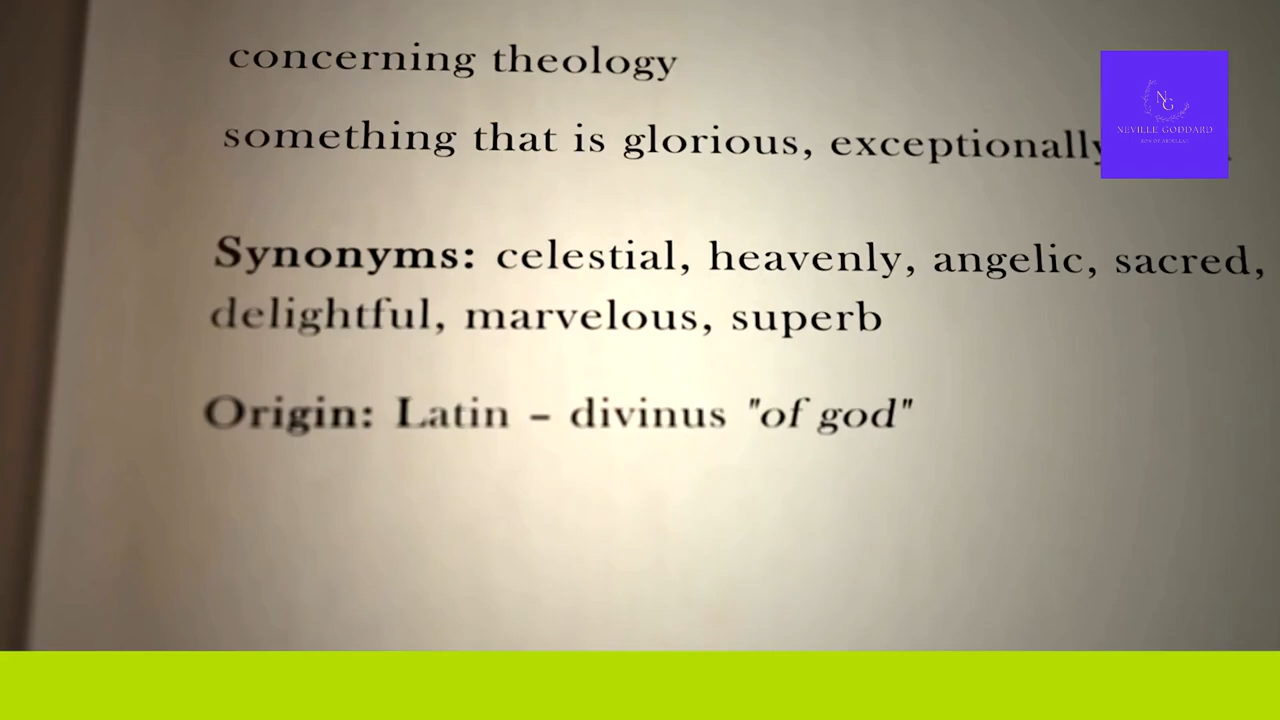 concerning theology
something that is glorious, exceptionally
Synonyms: celestial, heavenly, angelic, sacred,
delightful, marvelous, superb
Origin: Latin – divinus "of god"
NG
NEVILLE GODDARD